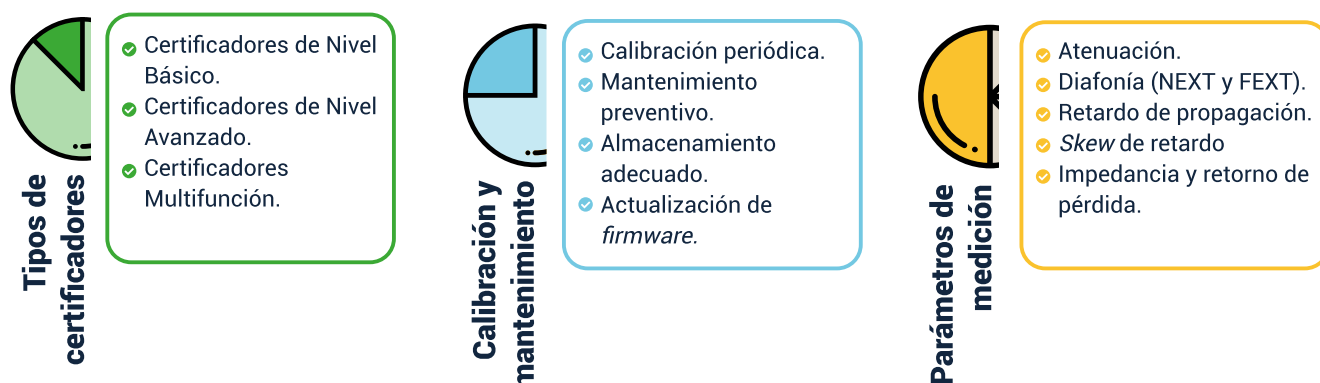 Tipos de
certificadores
Certificadores de Nivel
Básico.
Certificadores de Nivel
Avanzado.
Certificadores
Multifunción.
Calibración y
mantenimiento
Calibración periódica.
Mantenimiento
preventivo.
Almacenamiento
adecuado.
Actualización de
firmware.
Parámetros de
medición
Atenuación.
Diafonía (NEXT y FEXT).
Retardo de propagación.
Skew de retardo
Impedancia y retorno de
pérdida.